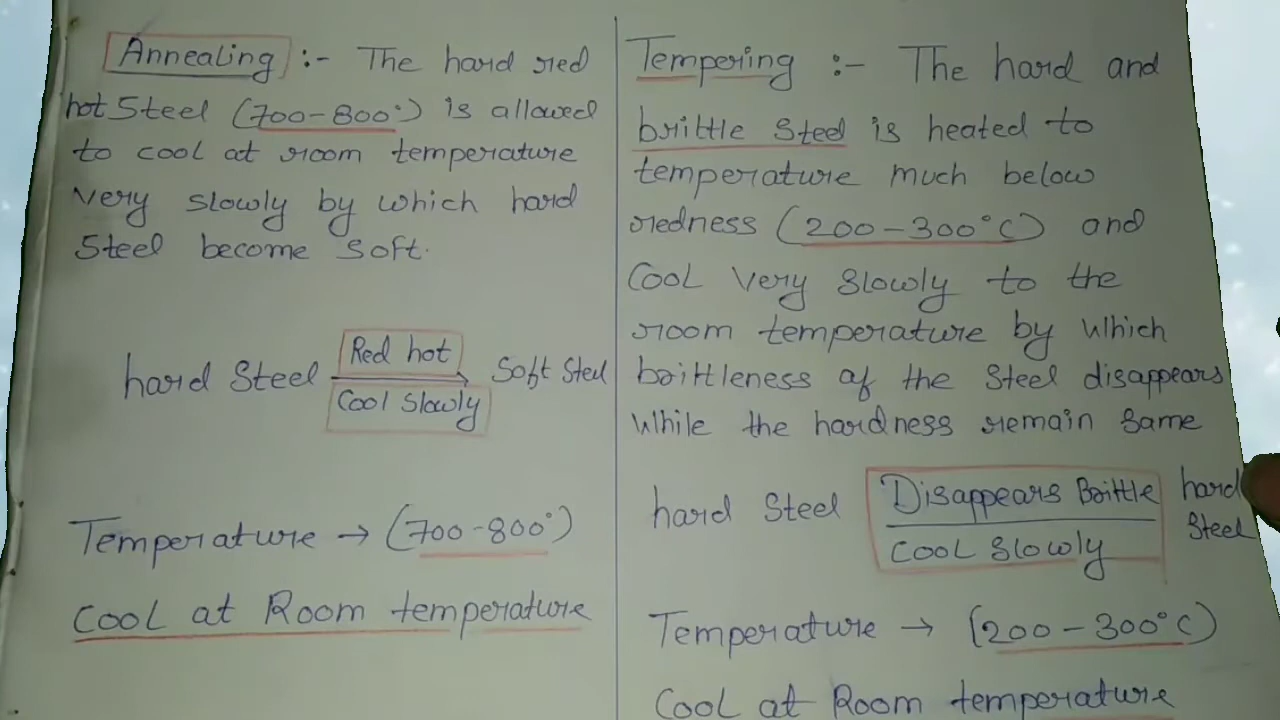 Annealing :- The hard red
hot Steel (700-800°) is allowed
to cool at room temperature
very slowly by which hard
Steel become soft.
hard Steel Red hot Soft Steel
Cool Slowly
Temperature → (700-800°)
Cool at Room temperature
Tempering :- The hard and
brittle Steel is heated to
temperature much below
redness (200-300°C) and
Cool very slowly to the
room temperature by which
brittleness of the Steel disappears
While the hardness remain same
hard Steel Disappears Brittle hard
Cool Slowly Steel
Temperature → (200-300°C)
Cool at Room temperature